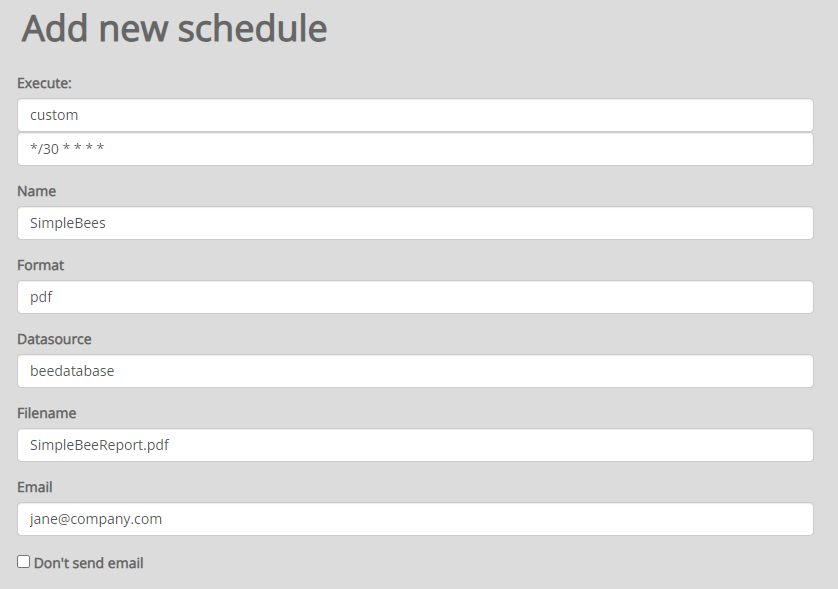 Add new schedule
Execute:
custom
*/30 * * * *
Name
SimpleBees
Format
pdf
Datasource
beedatabase
Filename
SimpleBeeReport.pdf
Email
jane@company.com
Don't send email